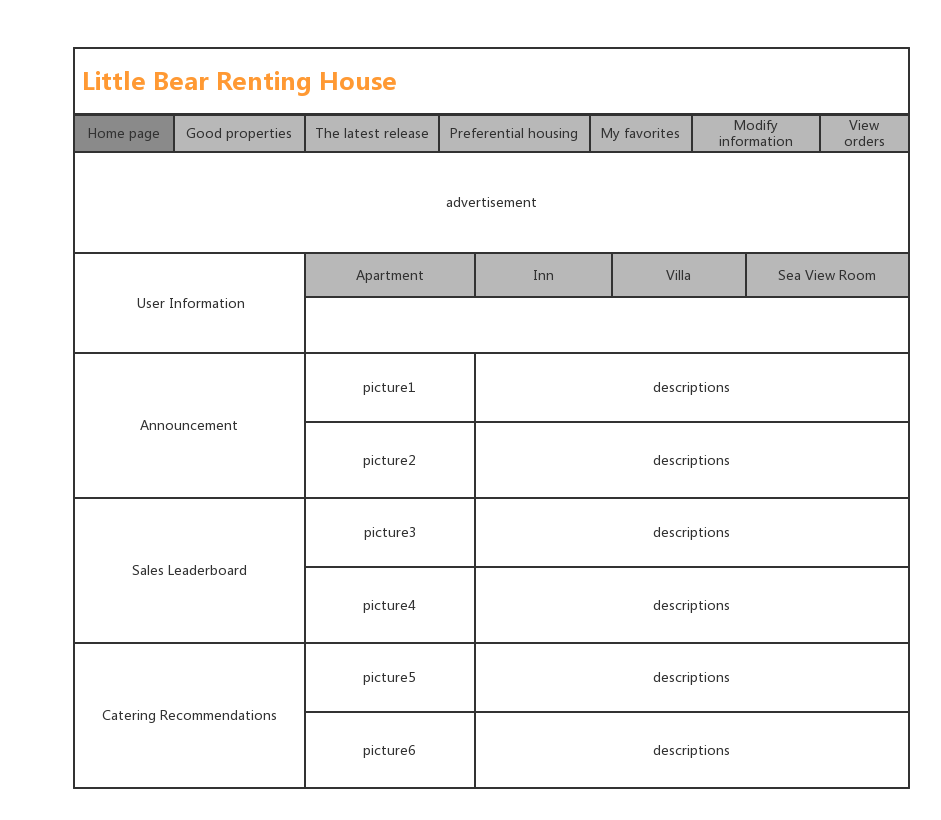 Little Bear Renting House
Home page
Good properties
The latest release
Preferential housing
My favorites
Modify
information
View
orders
advertisement
User Information
Apartment
Inn
Villa
Sea View Room
Announcement
picture1
descriptions
picture2
descriptions
Sales Leaderboard
picture3
descriptions
picture4
descriptions
Catering Recommendations
picture5
descriptions
picture6
descriptions